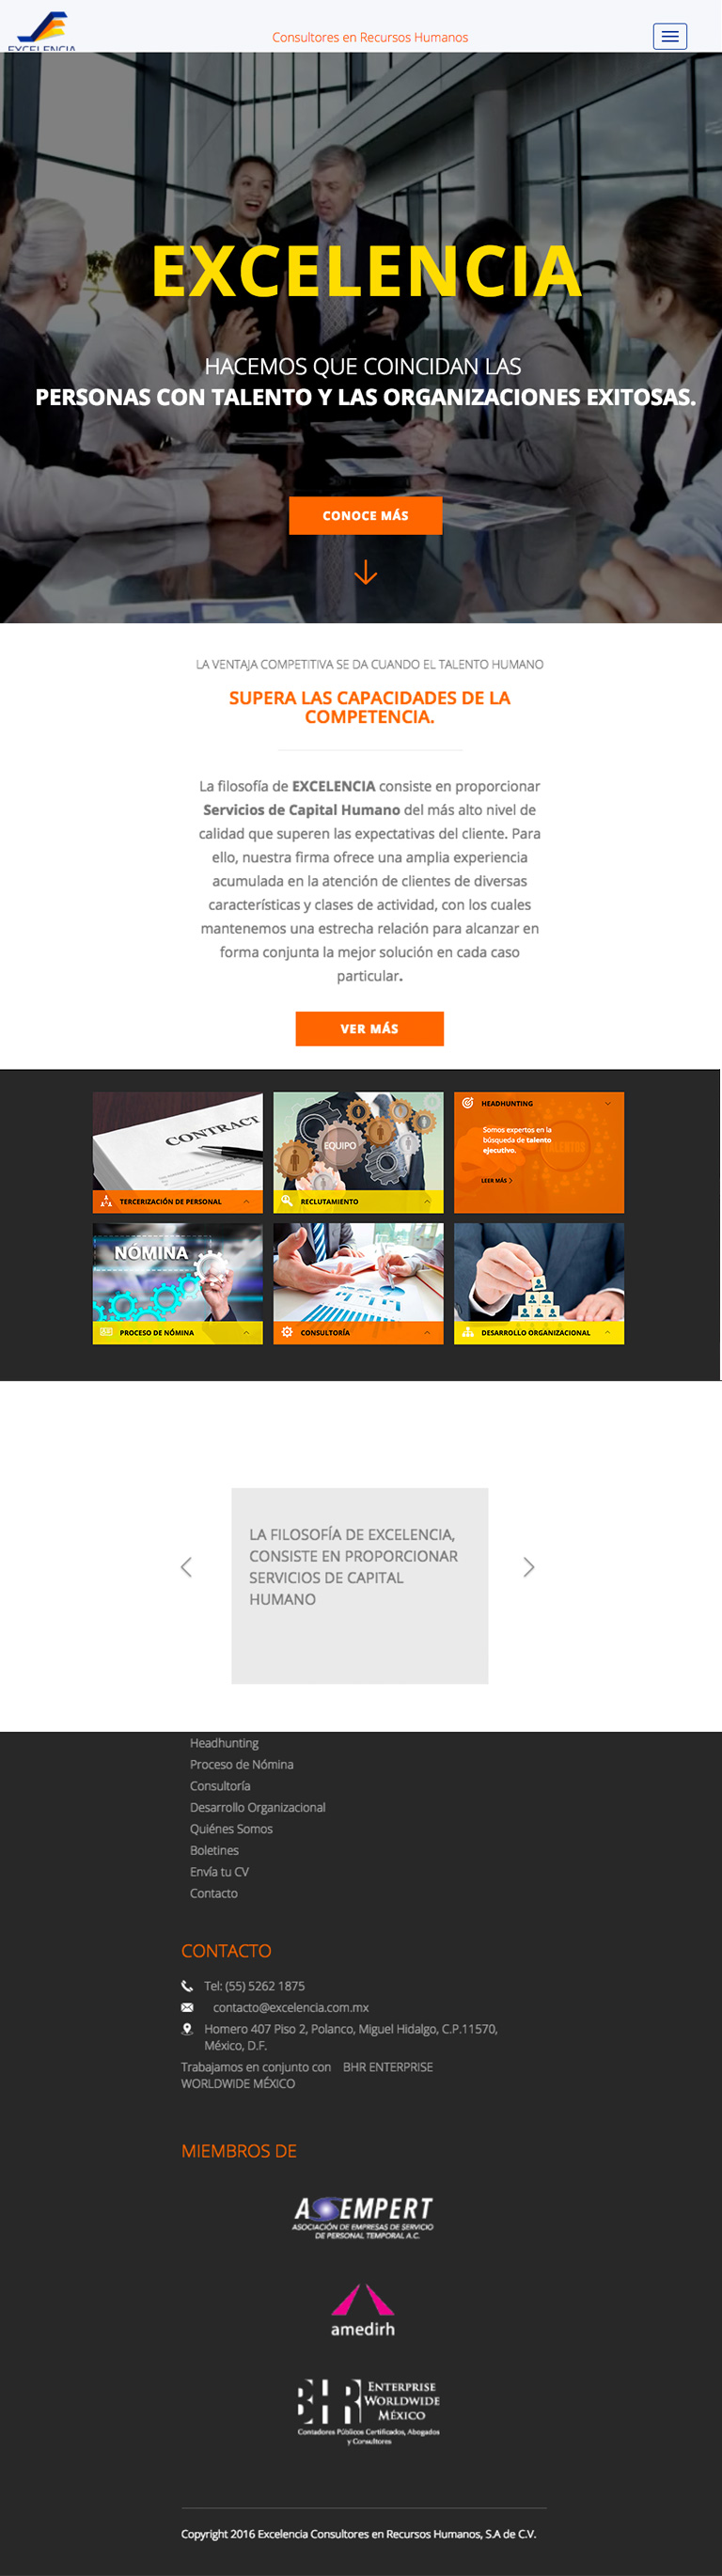 EXCELENCIA
Consultores en Recursos Humanos
EXCELENCIA
HACEMOS QUE COINCIDAN LAS
PERSONAS CON TALENTO Y LAS ORGANIZACIONES EXITOSAS.
CONOCE MÁS
LA VENTAJA COMPETITIVA SE DA CUANDO EL TALENTO HUMANO
SUPERA LAS CAPACIDADES DE LA
COMPETENCIA.
La filosofía de EXCELENCIA consiste en proporcionar
Servicios de Capital Humano del más alto nivel de
calidad que superen las expectativas del cliente. Para
ello, nuestra firma ofrece una amplia experiencia
acumulada en la atención de clientes de diversas
características y clases de actividad, con los cuales
mantenemos una estrecha relación para alcanzar en
forma conjunta la mejor solución en cada caso
particular.
VER MÁS
CONTRACT
TERCERIZACIÓN DE PERSONAL
EQUIPO
RECLUTAMIENTO
HEADHUNTING
Somos expertos en la
búsqueda de talento
ejecutivo.
TALENTOS
LEER MÁS
NÓMINA
PROCESO DE NÓMINA
CONSULTORÍA
DESARROLLO ORGANIZACIONAL
LA FILOSOFÍA DE EXCELENCIA,
CONSISTE EN PROPORCIONAR
SERVICIOS DE CAPITAL
HUMANO
Headhunting
Proceso de Nómina
Consultoría
Desarrollo Organizacional
Quiénes Somos
Boletines
Envía tu CV
Contacto
CONTACTO
Tel: (55) 5262 1875
contacto@excelencia.com.mx
Homero 407 Piso 2, Polanco, Miguel Hidalgo, C.P.11570,
México, D.F.
Trabajamos en conjunto con BHR ENTERPRISE
WORLDWIDE MÉXICO
MIEMBROS DE
ASEMPERT
ASOCIACIÓN DE EMPRESAS DE SERVICIO
DE PERSONAL TEMPORAL A.C.
amedirh
BHR ENTERPRISE
WORLDWIDE
MÉXICO
Contadores Públicos Certificados, Abogados
y Consultores
Copyright 2016 Excelencia Consultores en Recursos Humanos, S.A de C.V.